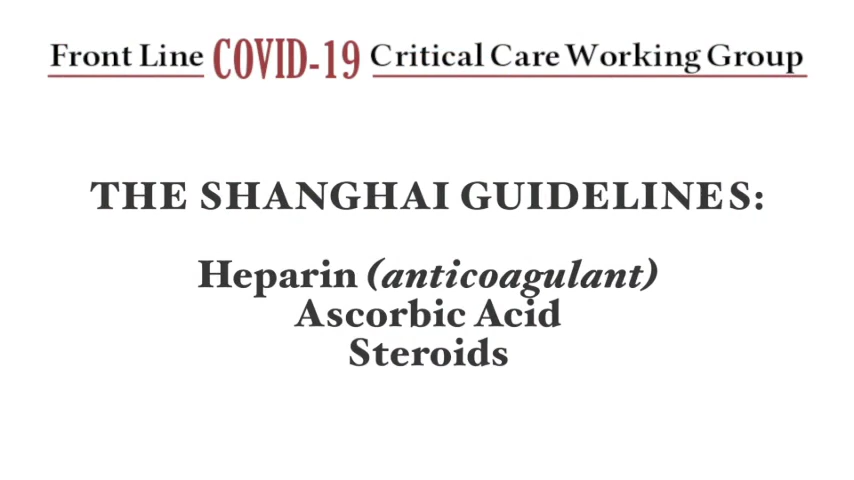 Front Line COVID-19 Critical Care Working Group
THE SHANGHAI GUIDELINES:
Heparin (anticoagulant)
Ascorbic Acid
Steroids